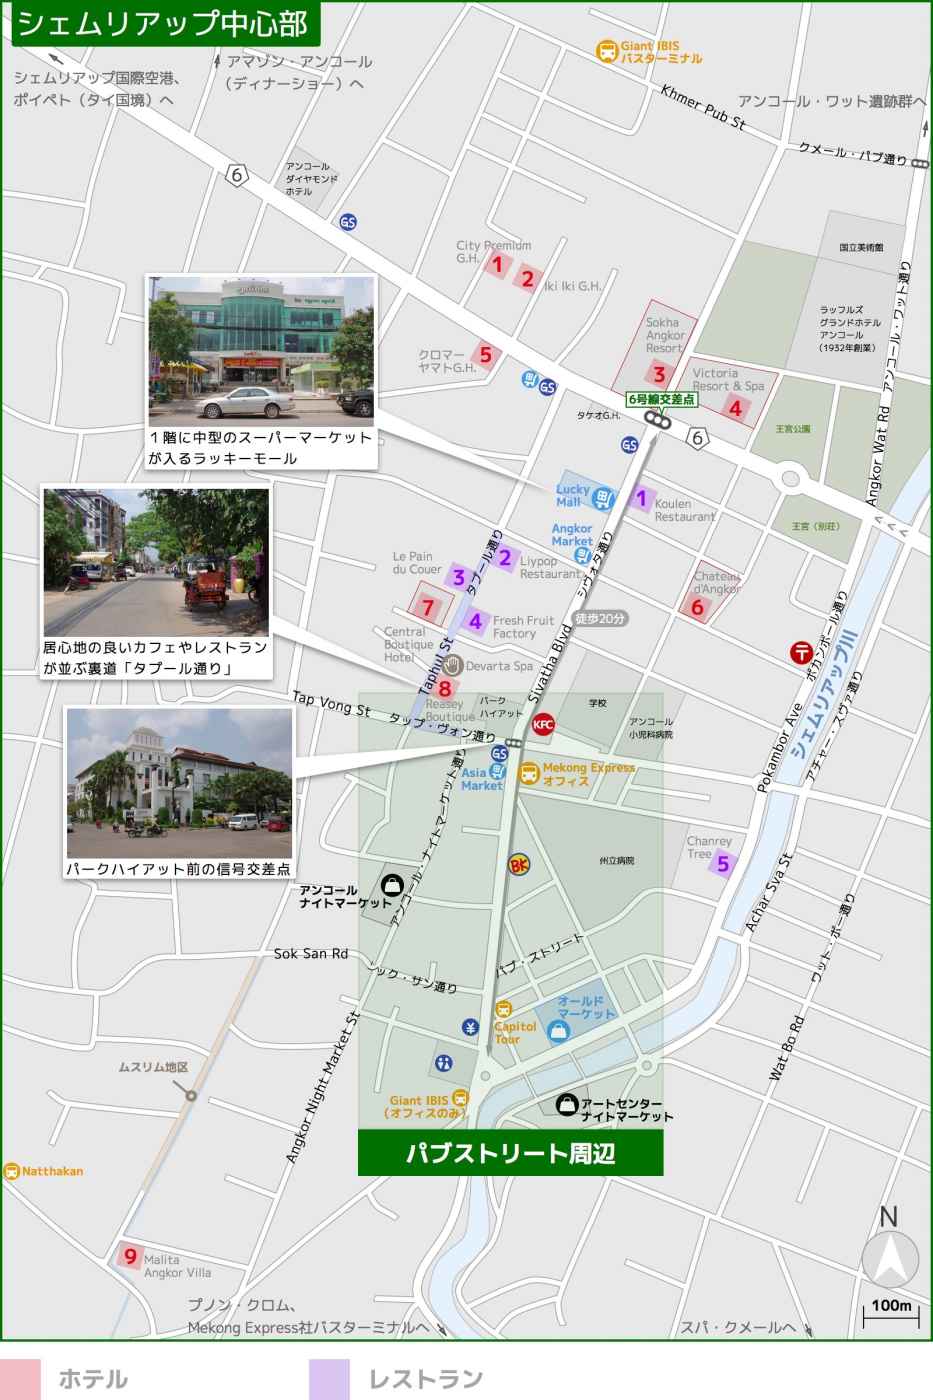 シェムリアップ中心部
シェムリアップ国際空港、
ポイペト（タイ国境）へ
アマゾン・アンコール
（ディナーショー）へ
Giant IBIS
バスターミナル
Khmer Pub St
アンコール・ワット遺跡群へ
クメール・パブ通り
6
アンコール
ダイヤモンド
ホテル
GS
国立美術館
City Premium
G.H.
1
2
Iki Iki G.H.
ラッフルズ
グランドホテル
アンコール
（1932年創業）
アンコール・ワット通り
Angkor Wat Rd
Sokha
Angkor
Resort
3
クロマー
ヤマトG.H.
5
GS
Victoria
Resort & Spa
4
6号線交差点
タケオG.H.
6
王宮公園
GS
１階に中型のスーパーマーケット
が入るラッキーモール
Lucky
Mall
1
Koulen
Restaurant
Angkor
Market
王宮（別荘）
タプール通り
シヴォタ通り
Le Pain
du Couer
2
Liypop
Restaurant
3
Chateau
d'Angkor
6
7
4
Fresh Fruit
Factory
徒歩20分
Central
Boutique
Hotel
居心地の良いカフェやレストラン
が並ぶ裏道「タプール通り」
Taphul St
Devarta Spa
Sivatha Blvd
ポカンボール通り
シェムリアップ川
アチャー・スヴァ通り
8
Reasey
Boutique
パーク
ハイアット
学校
Tap Vong St
タップ・ヴォン通り
KFC
アンコール
小児科病院
Pokambor Ave
GS
Asia
Market
Mekong Express
オフィス
アンコール・ナイトマーケット通り
パークハイアット前の信号交差点
BK
州立病院
Chanrey
Tree
5
アンコール
ナイトマーケット
Achar Sva St
ワット・ボー通り
Sok San Rd
ソック・サン通り
パブ・ストリート
オールド
マーケット
Capitol
Tour
¥
Angkor Night Market St
Wat Bo Rd
ムスリム地区
Giant IBIS
（オフィスのみ）
アートセンター
ナイトマーケット
パブストリート周辺
Natthakan
9
Malita
Angkor Villa
N
100m
プノン・クロム、
Mekong Express社バスターミナルへ
スパ・クメールへ
ホテル
レストラン